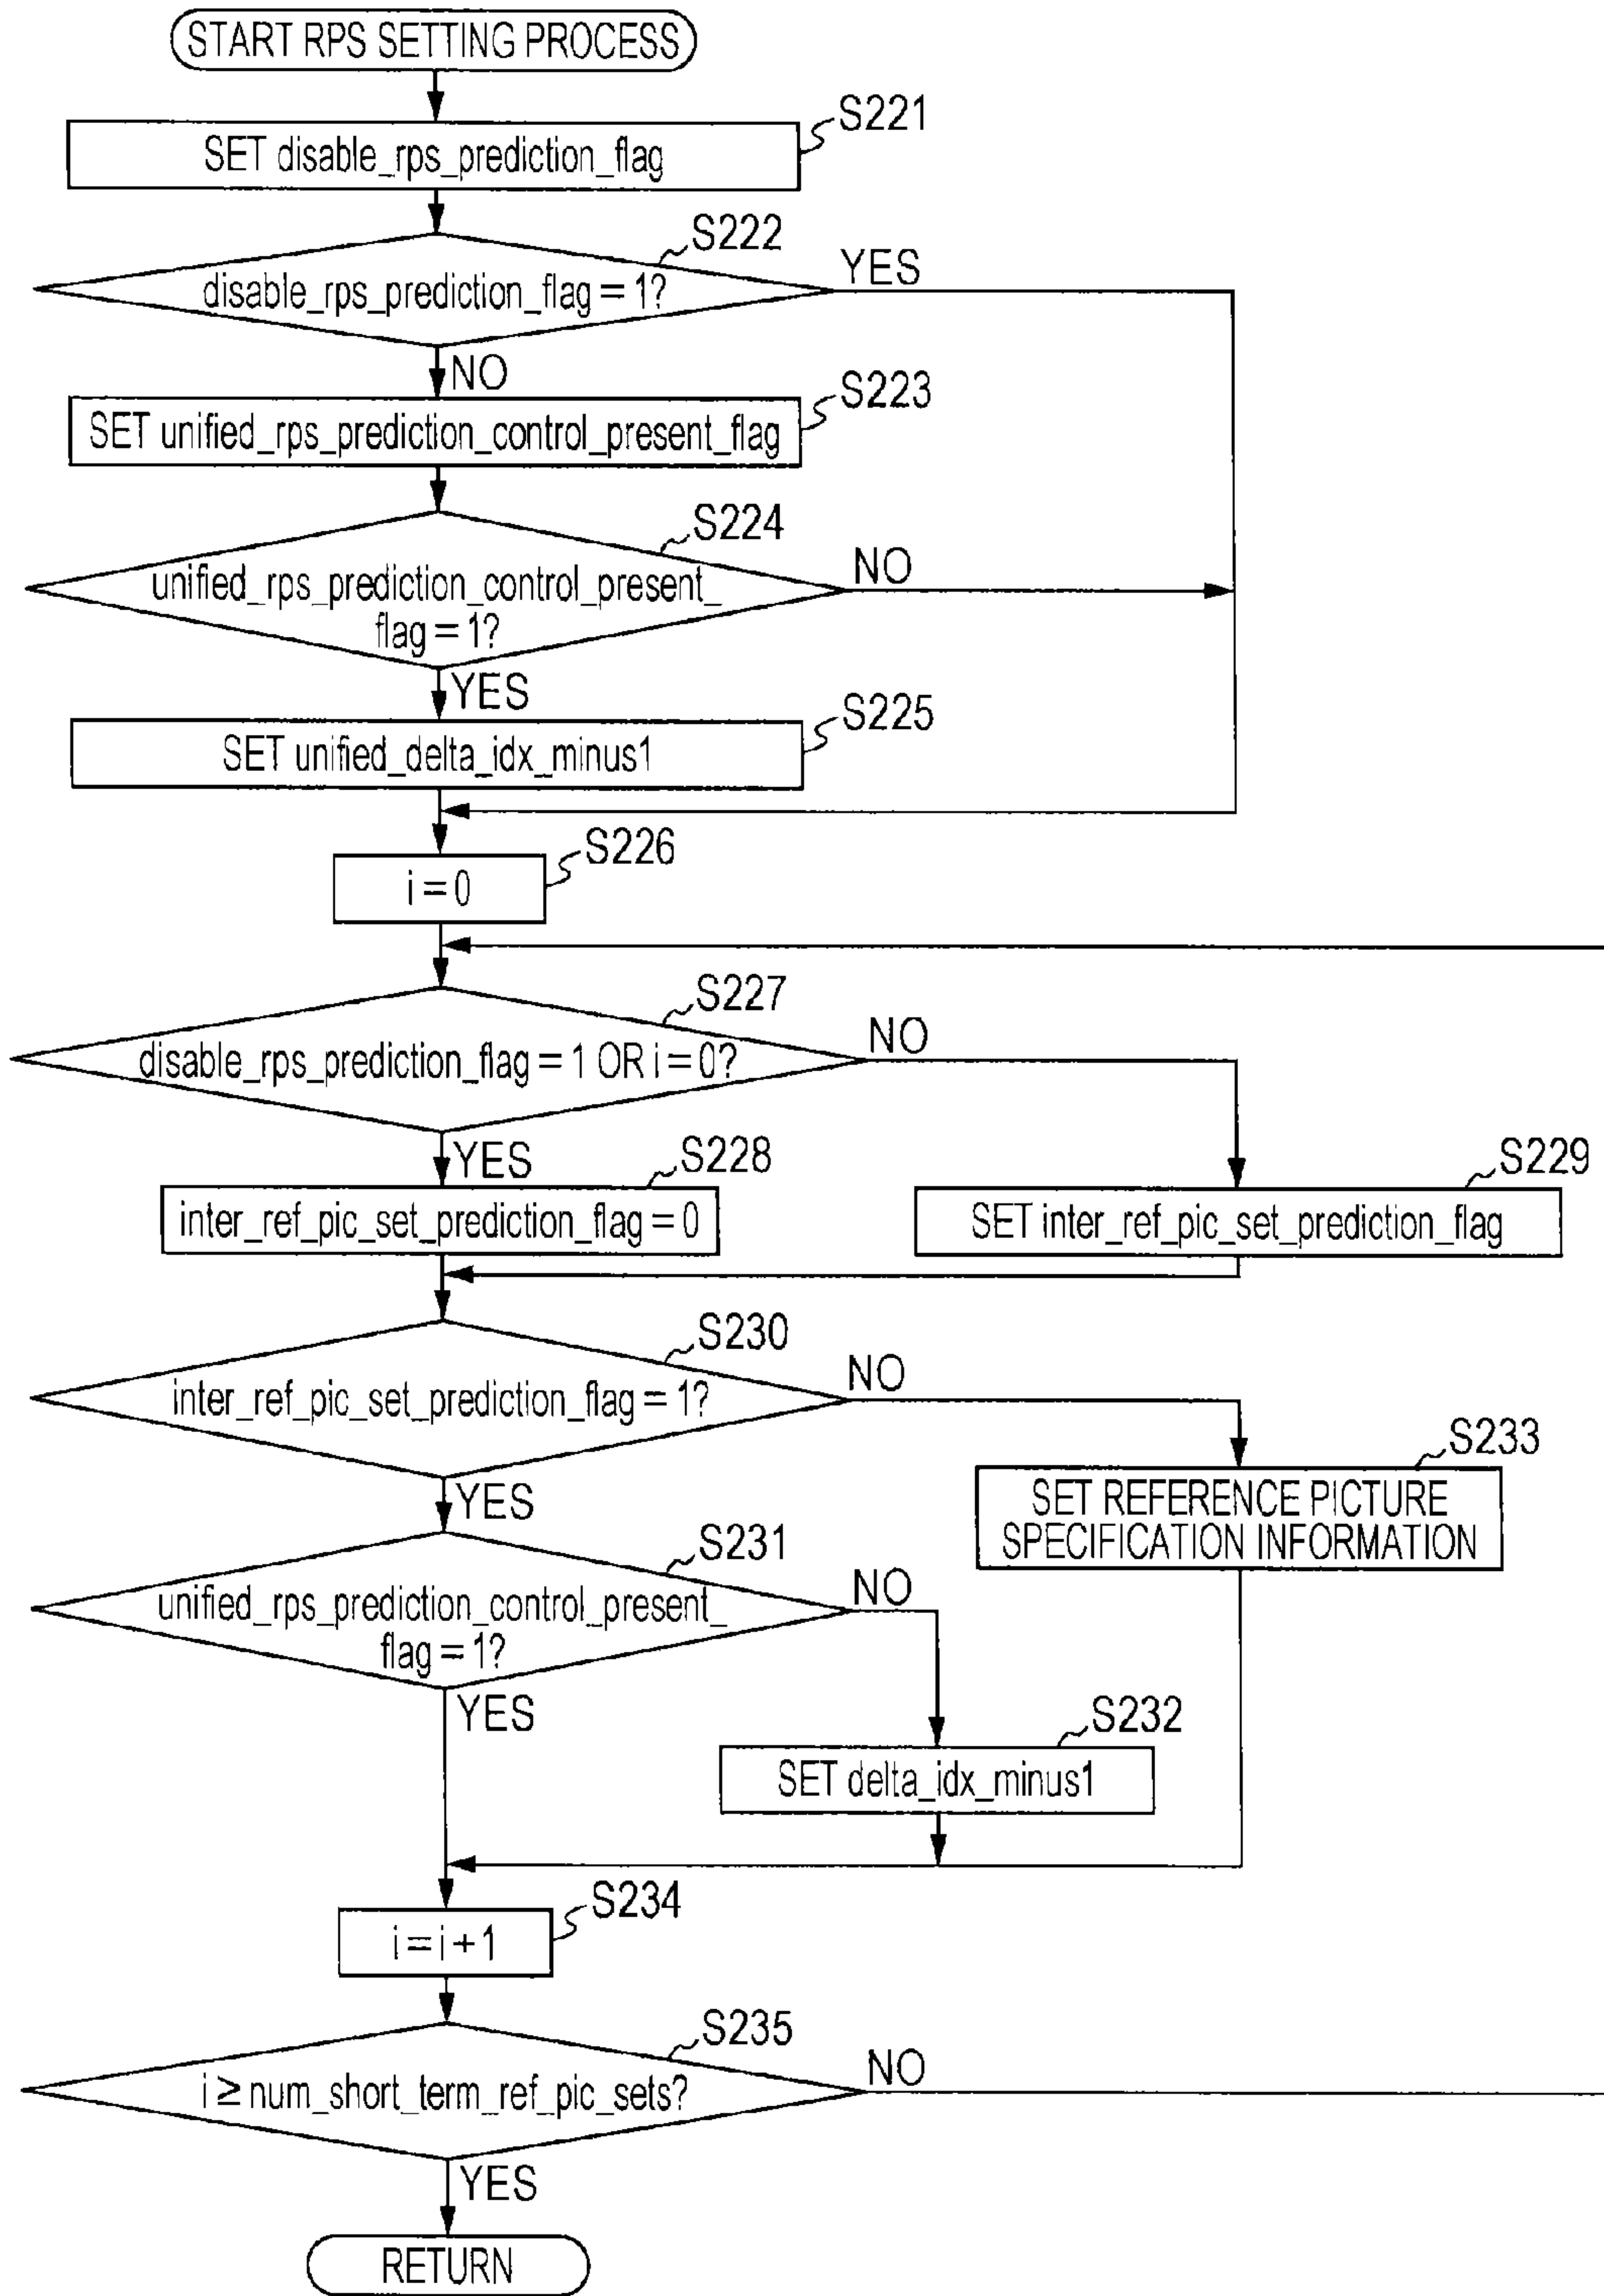 START RPS SETTING PROCESS
S221
SET disable_rps_prediction_flag
S222
disable_rps_prediction_flag = 1?
YES
NO
S223
SET unified_rps_prediction_control_present_flag
S224
unified_rps_prediction_control_present_
flag = 1?
NO
YES
S225
SET unified_delta_idx_minus1
S226
i = 0
S227
disable_rps_prediction_flag = 1 OR i = 0?
NO
YES
S228
inter_ref_pic_set_prediction_flag = 0
S229
SET inter_ref_pic_set_prediction_flag
S230
inter_ref_pic_set_prediction_flag = 1?
NO
YES
S233
SET REFERENCE PICTURE
SPECIFICATION INFORMATION
S231
unified_rps_prediction_control_present_
flag = 1?
NO
YES
S232
SET delta_idx_minus1
S234
i = i + 1
S235
i ≥ num_short_term_ref_pic_sets?
NO
YES
RETURN